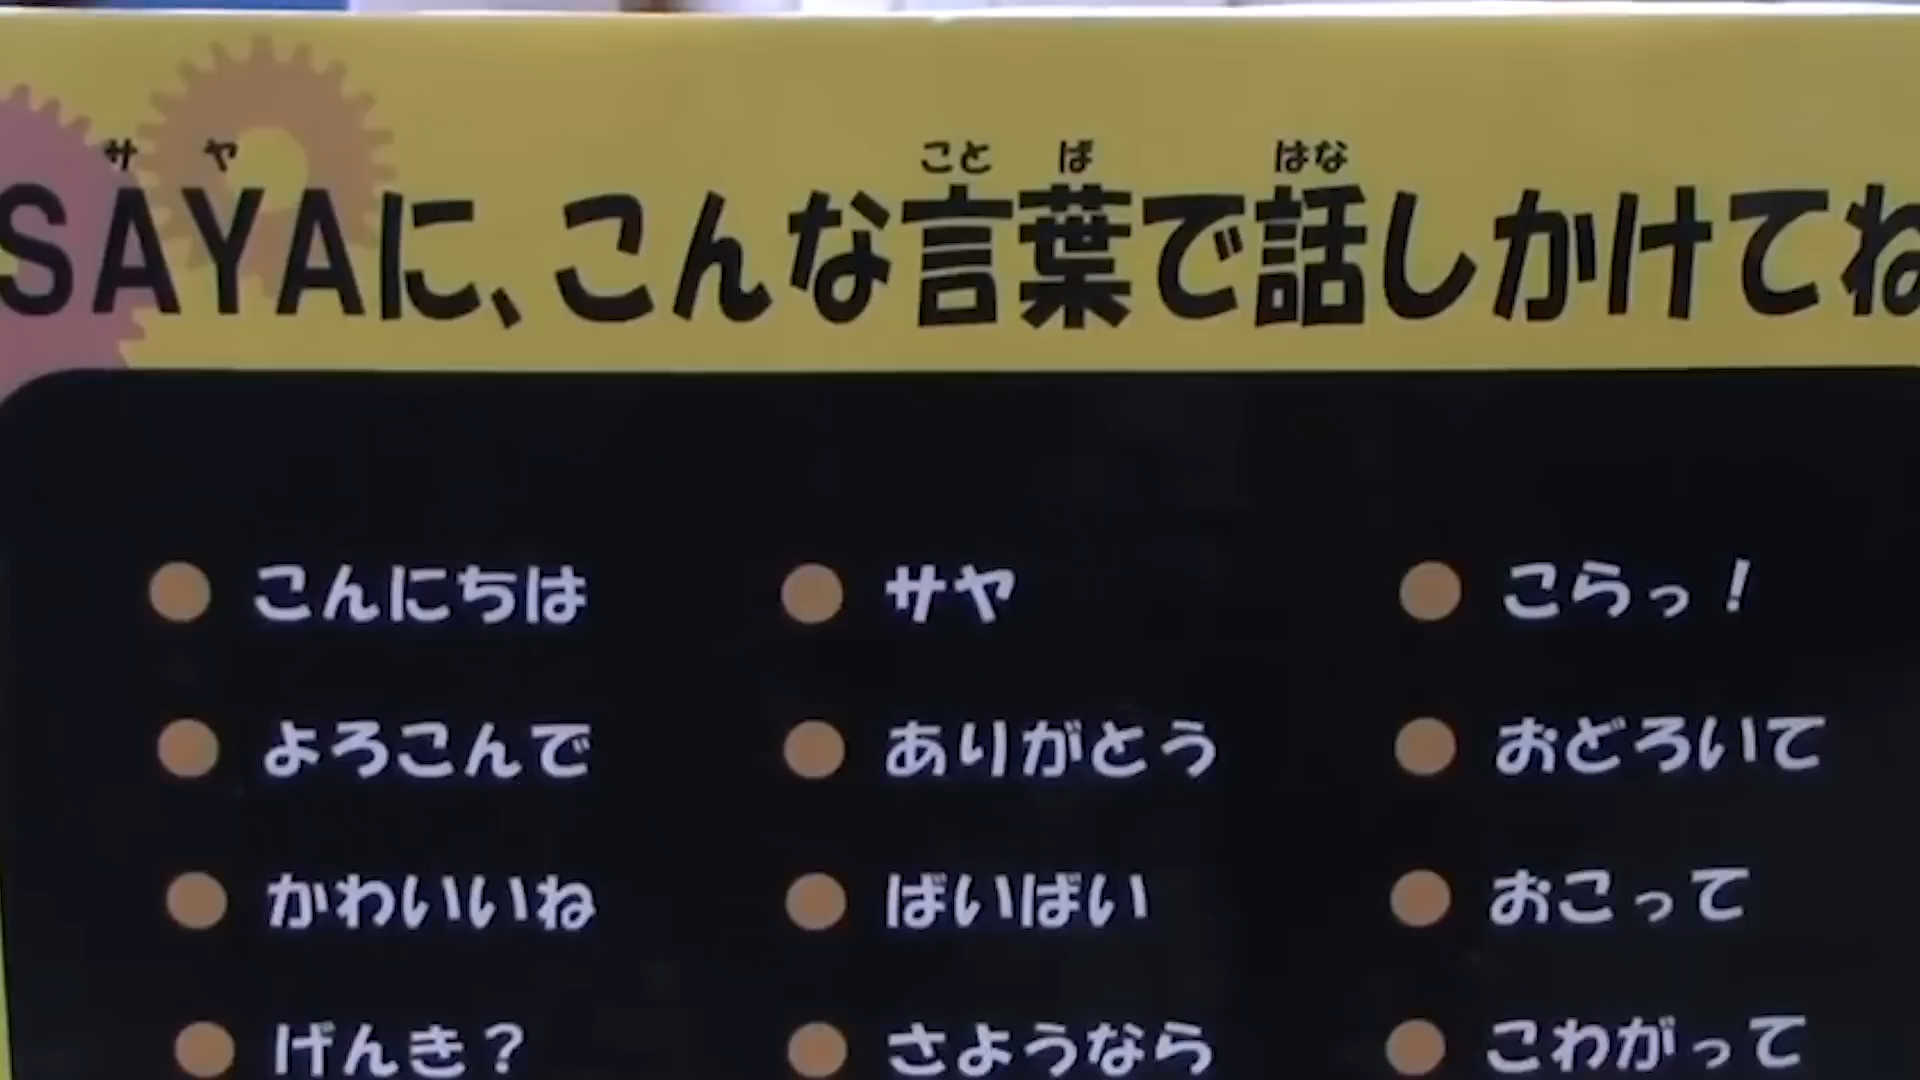 サ ヤ こと ば はな
SAYAに、こんな言葉で話しかけてね
こんにちは サヤ こらっ！
よろこんで ありがとう おどろいて
かわいいね ばいばい おこって
げんき？ さようなら こわがって